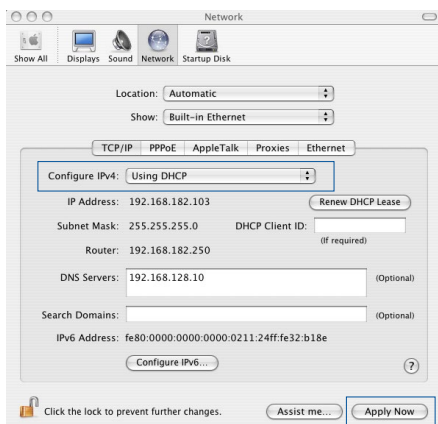 Network
Show All Displays Sound Network Startup Disk
Location: Automatic
Show: Built-in Ethernet
TCP/IP PPPoE AppleTalk Proxies Ethernet
Configure IPv4: Using DHCP
IP Address: 192.168.182.103 Renew DHCP Lease
Subnet Mask: 255.255.255.0 DHCP Client ID:
(If required)
Router: 192.168.182.250
DNS Servers: 192.168.128.10 (Optional)
Search Domains: (Optional)
IPv6 Address: fe80:0000:0000:0000:0211:24ff:fe32:b18e
Configure IPv6... ?
Click the lock to prevent further changes. Assist me... Apply Now